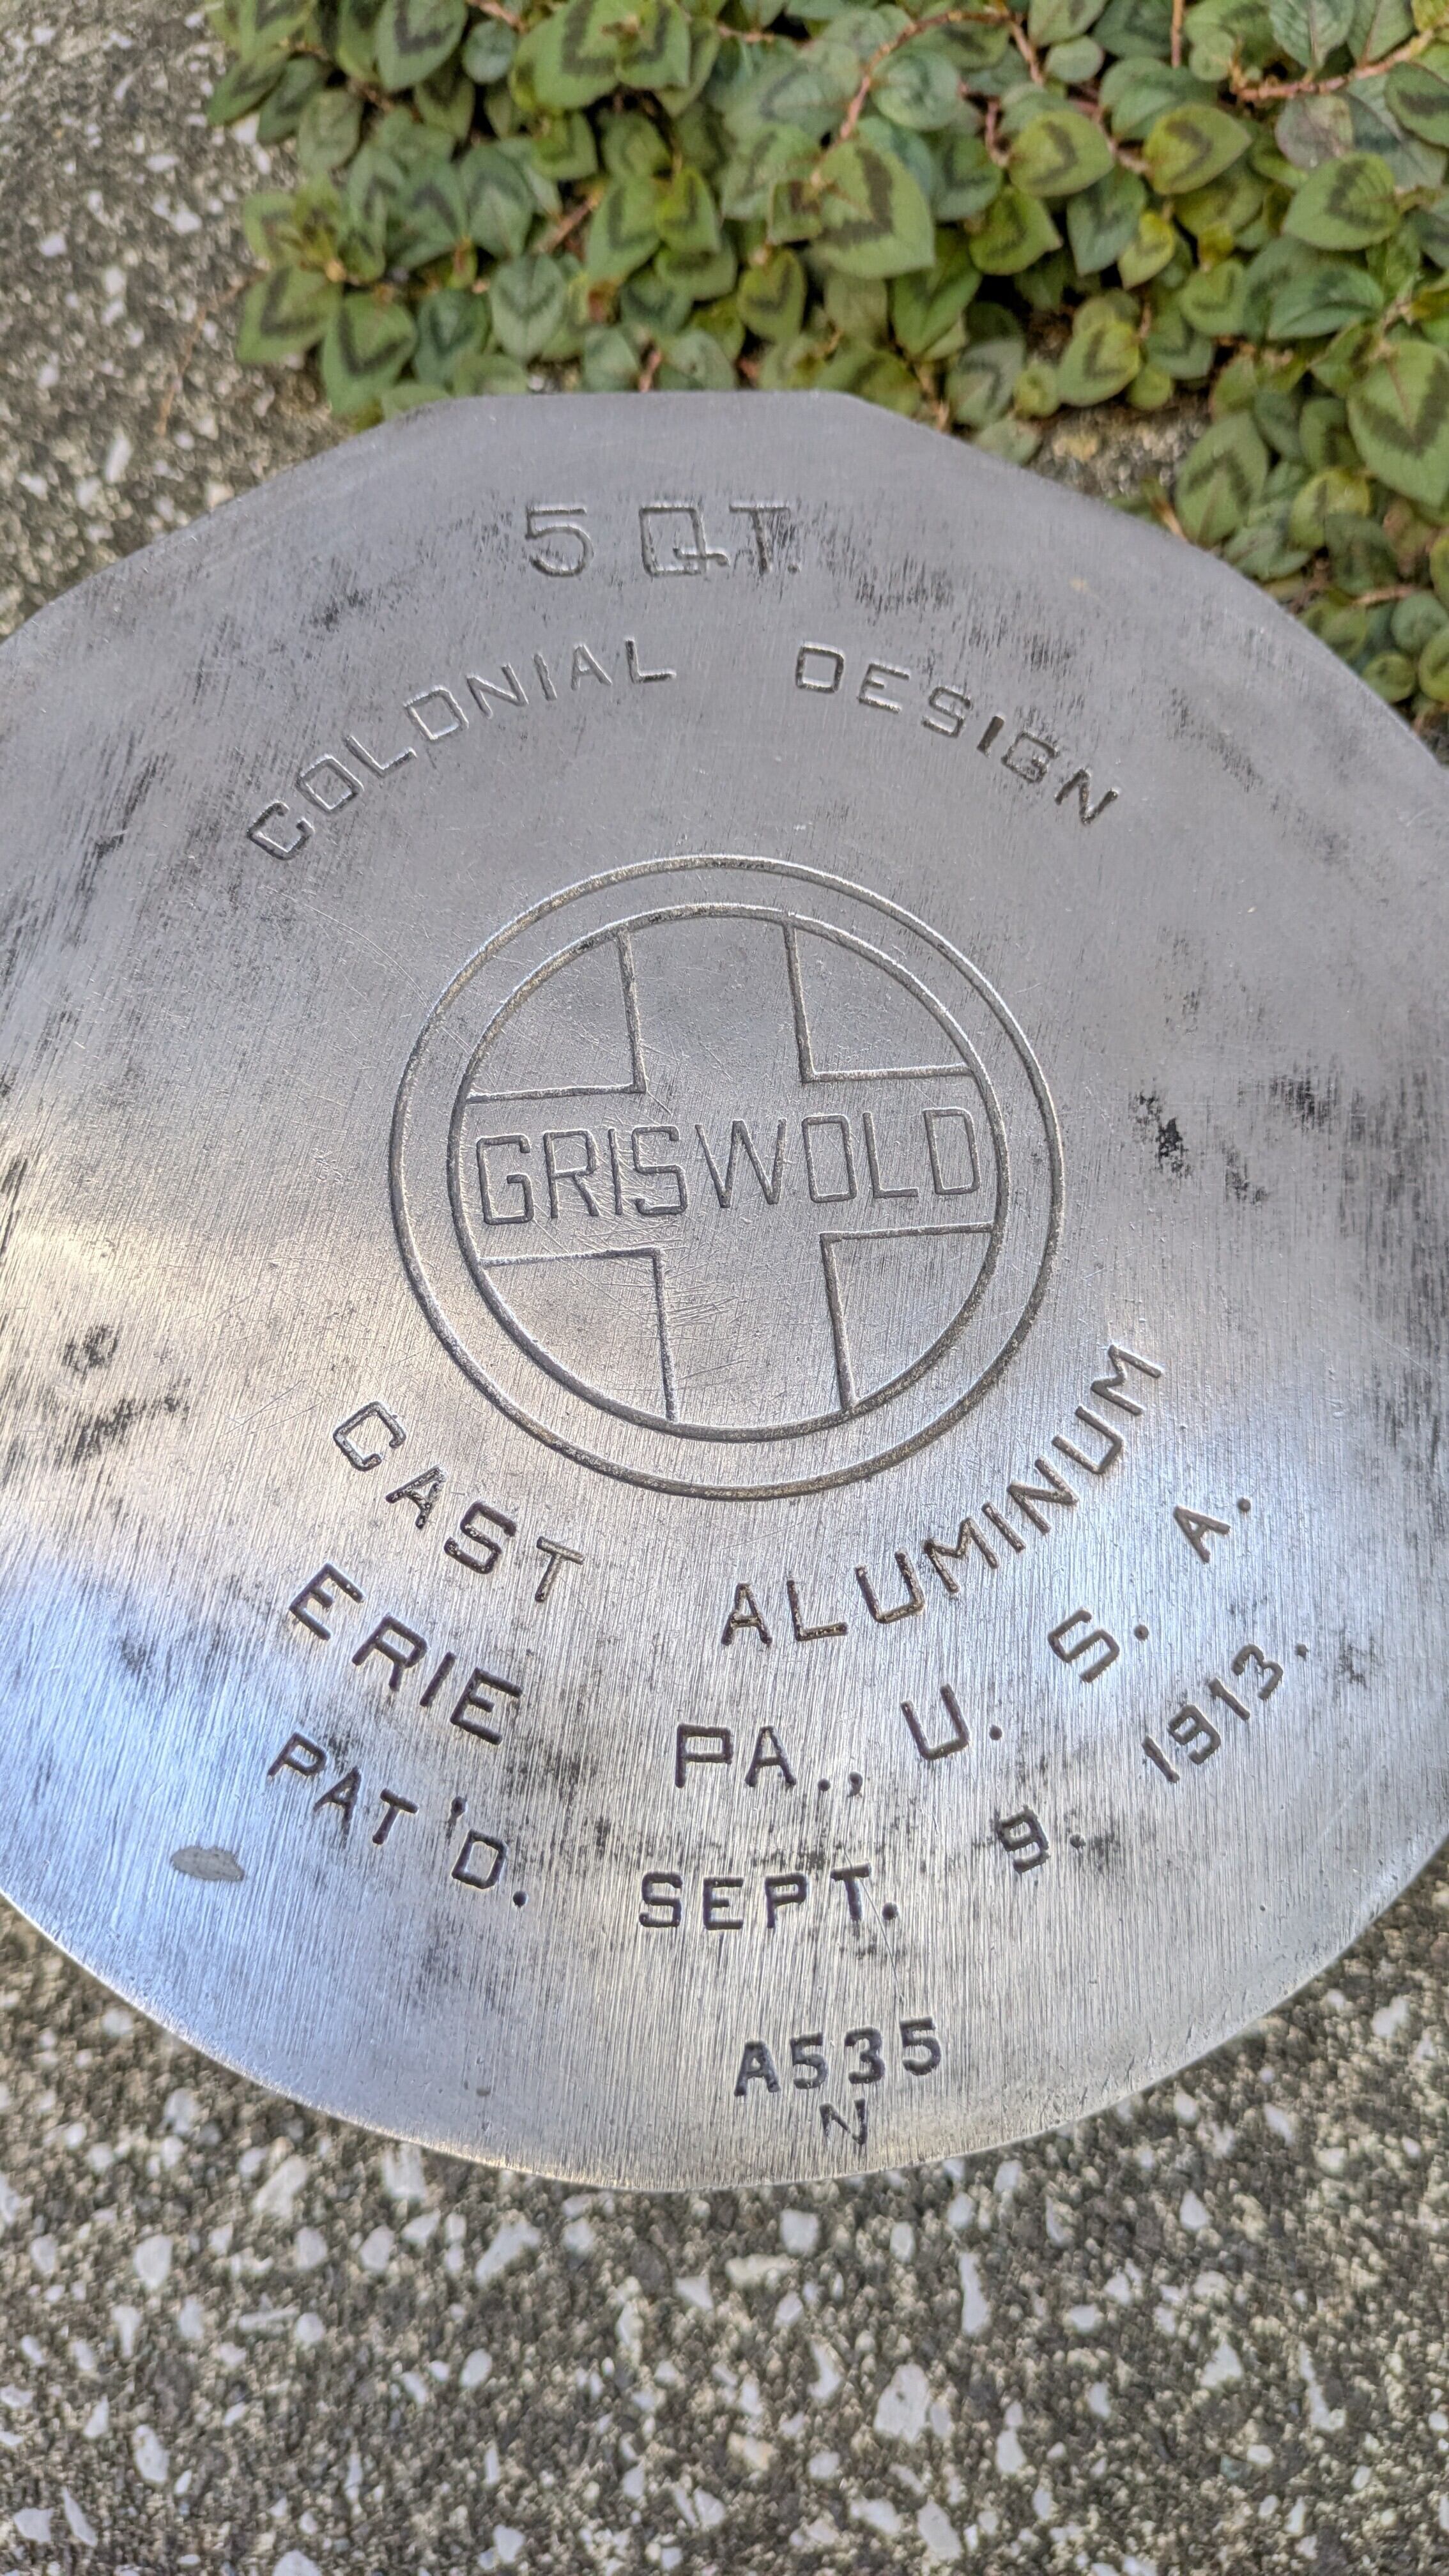 5 QT.
COLONIAL DESIGN
GRISWOLD
CAST ALUMINUM
ERIE PA., U. S. A.
PAT'D. SEPT. 9. 1913.
A535
N